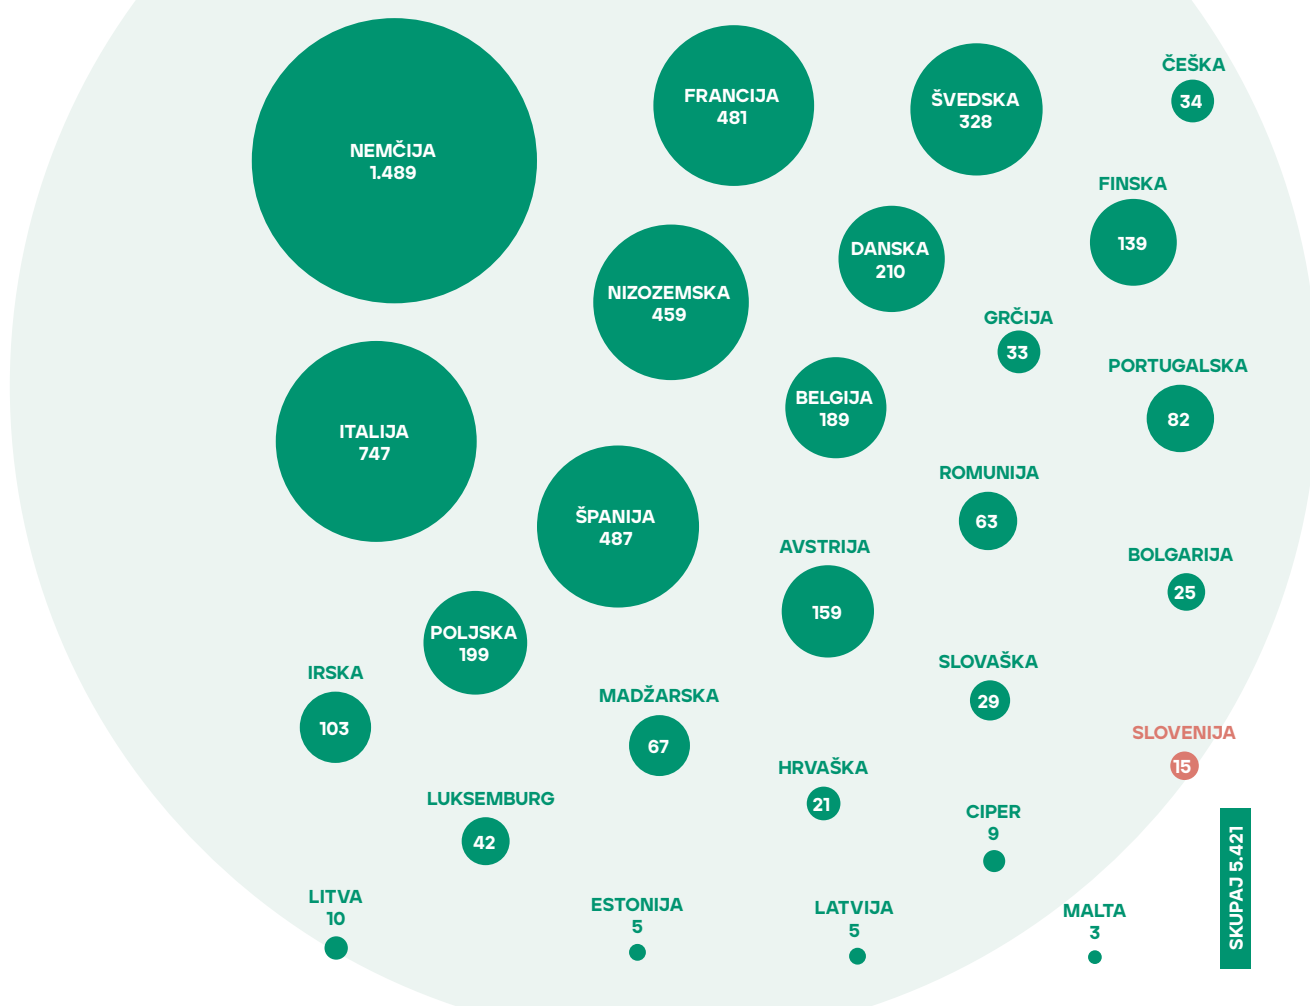 NEMČIJA
1.489
FRANCIJA
481
ŠVEDSKA
328
ČEŠKA
34
FINSKA
139
DANSKA
210
NIZOZEMSKA
459
GRČIJA
33
PORTUGALSKA
82
BELGIJA
189
ITALIJA
747
ROMUNIJA
63
ŠPANIJA
487
AVSTRIJA
159
BOLGARIJA
25
POLJSKA
199
IRSKA
103
SLOVAŠKA
29
MADŽARSKA
67
SLOVENIJA
15
HRVAŠKA
21
LUKSEMBURG
42
CIPER
9
LITVA
10
ESTONIJA
5
LATVIJA
5
MALTA
3
SKUPAJ 5.421